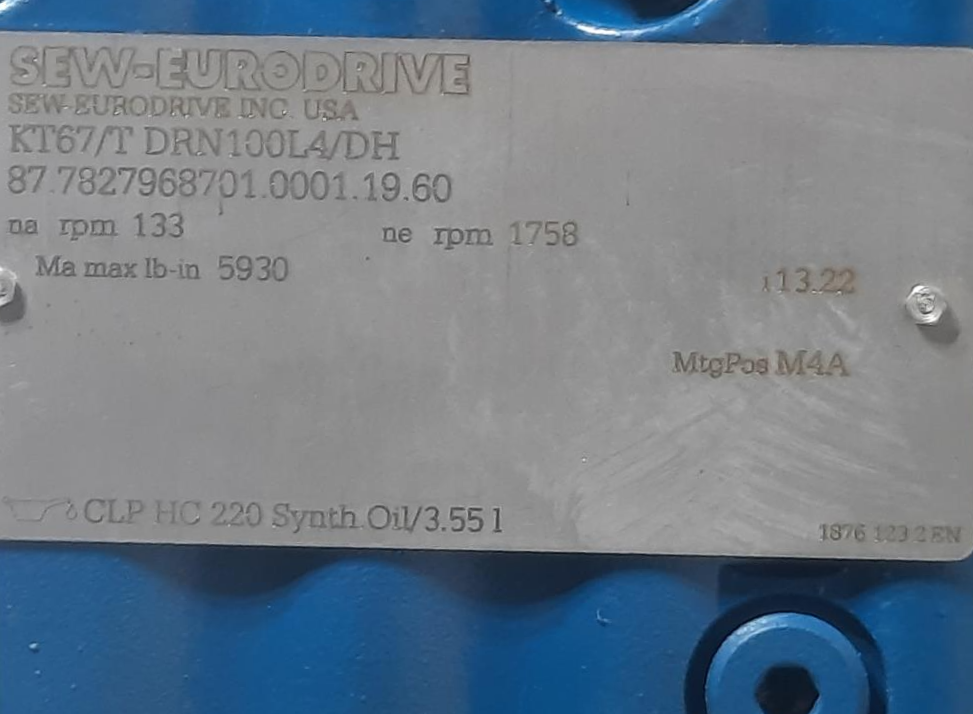 SEW-EURODRIVE
SEW-EURODRIVE INC. USA
KT67/T DRN100L4/DH
87.7827968701.0001.19.60
na rpm 133 ne rpm 1758
Ma max lb-in 5930
i 13.22
MtgPos M4A
CLP HC 220 Synth.Oil/3.55 l
1876 123 2 EN